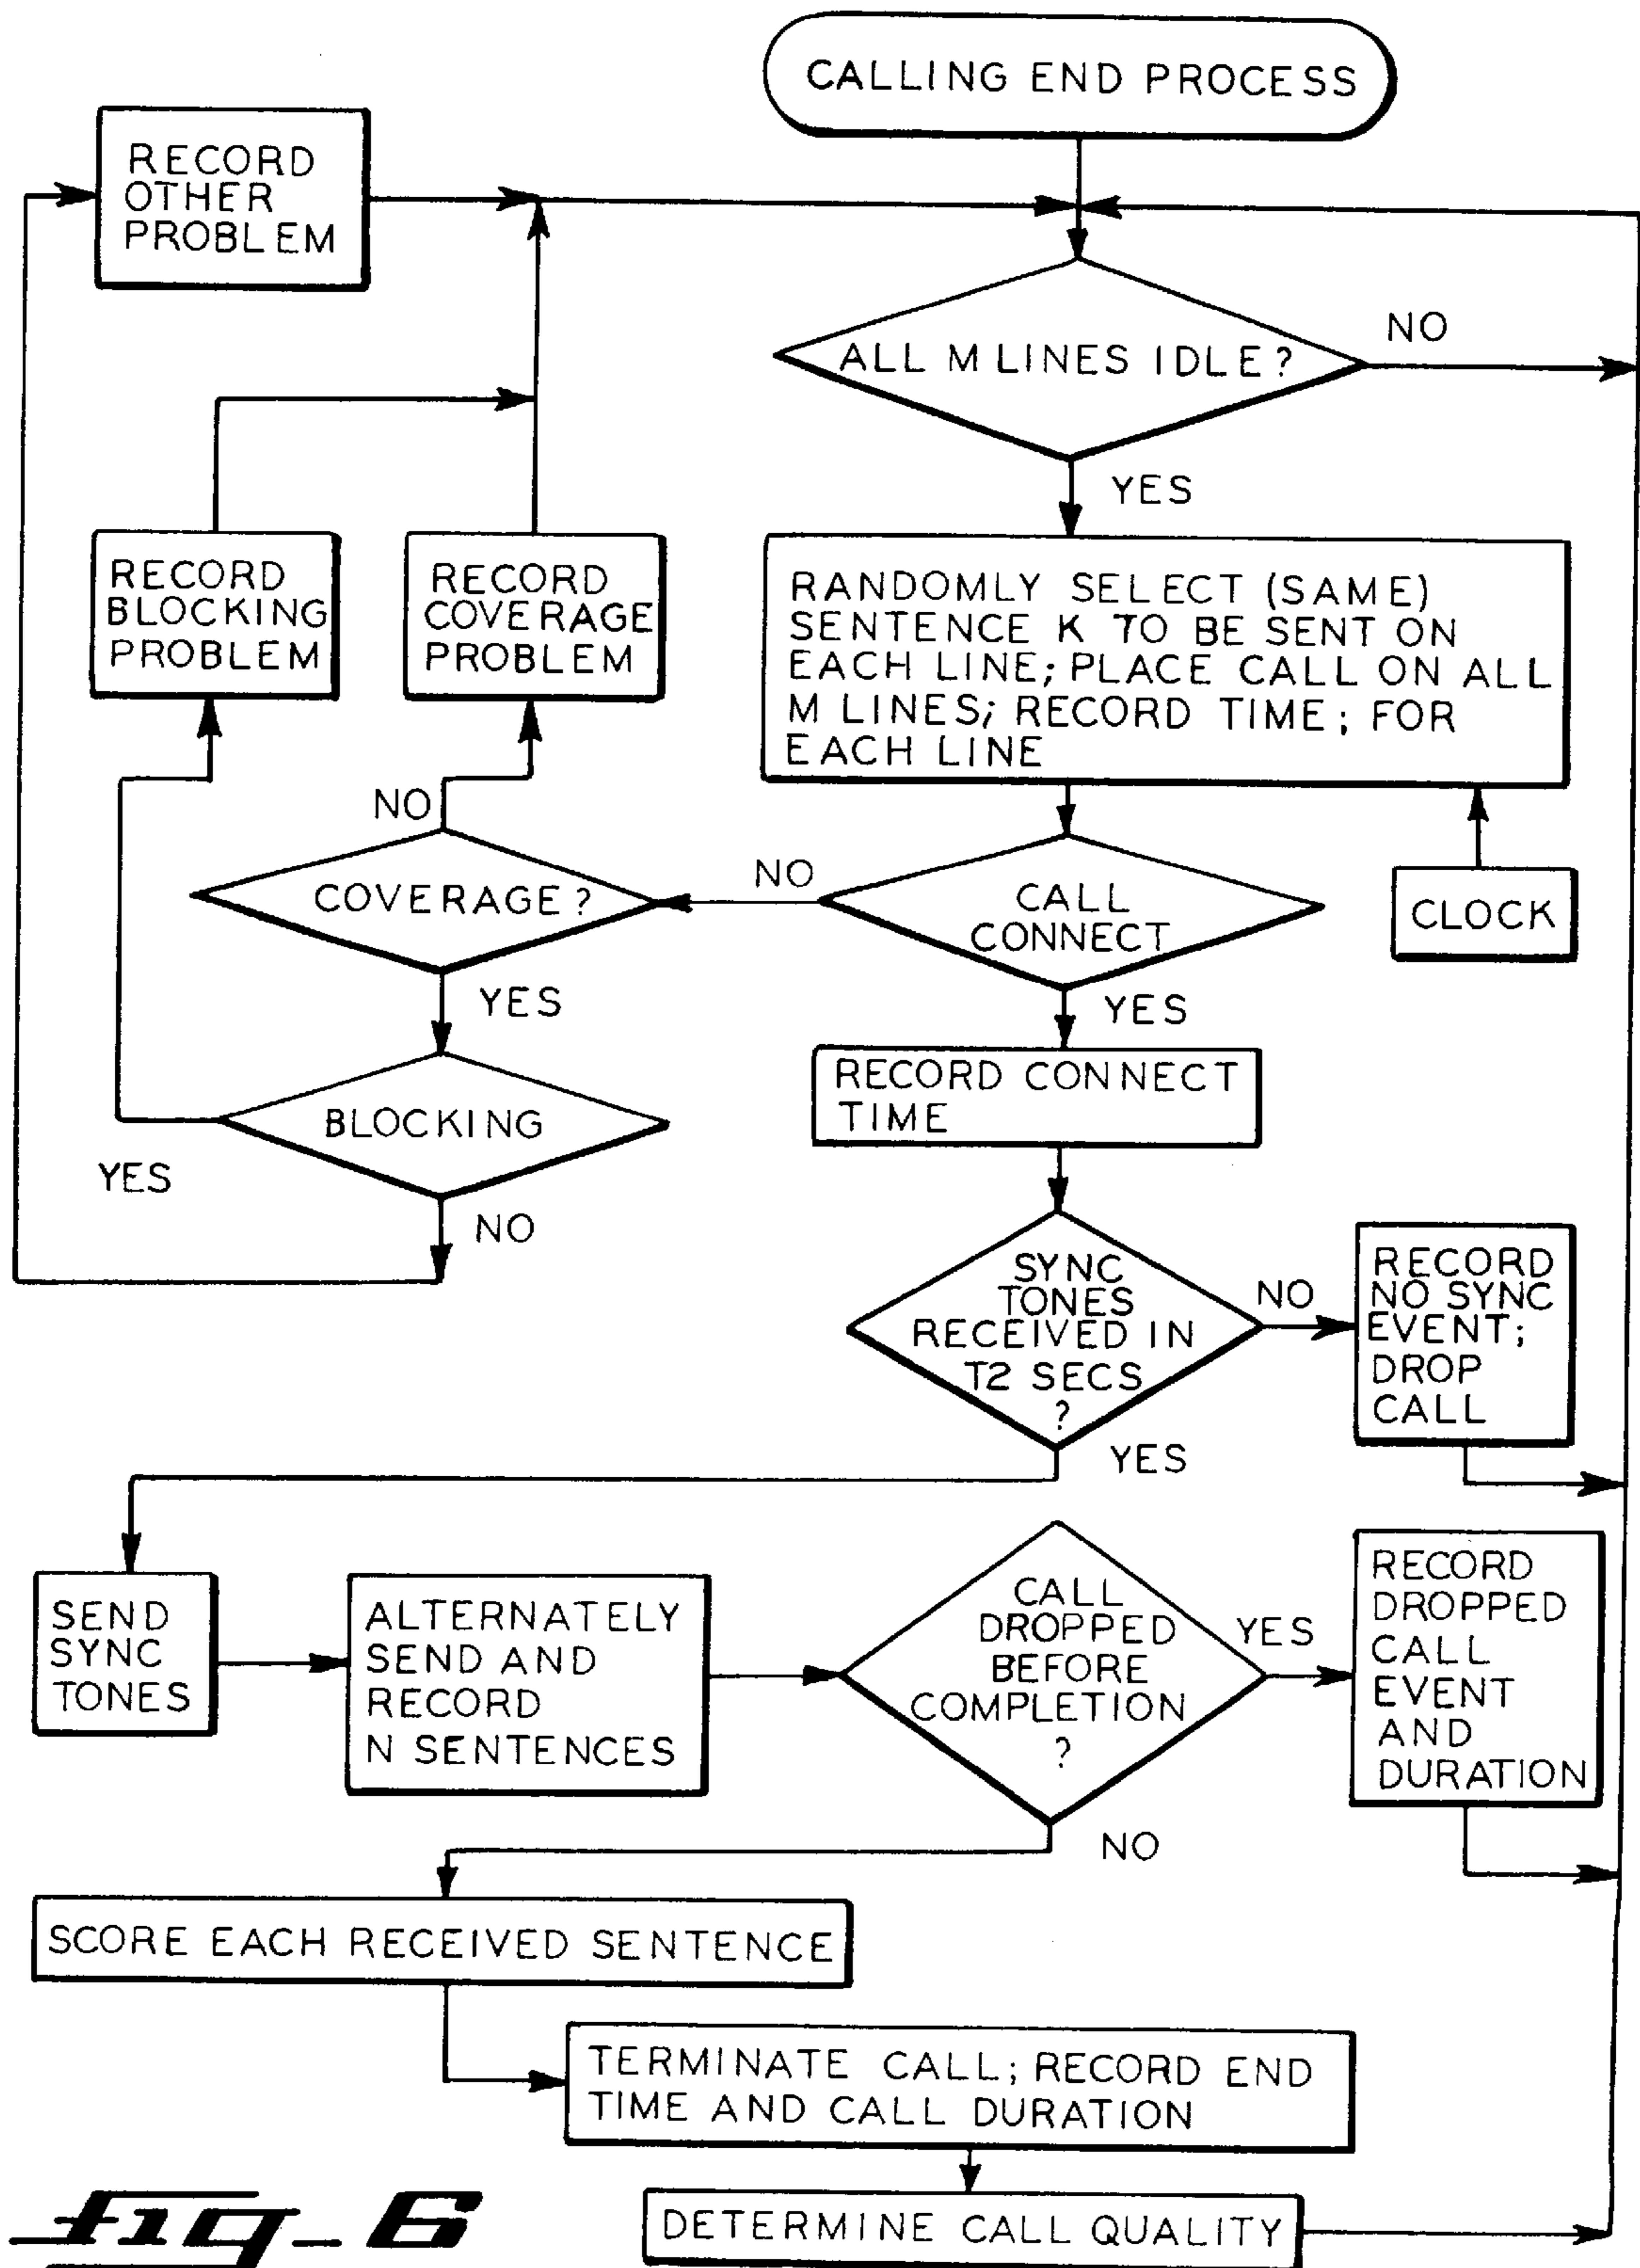 CALLING END PROCESS
RECORD
OTHER
PROBLEM
ALL M LINES IDLE?
NO
YES
RECORD
BLOCKING
PROBLEM
RECORD
COVERAGE
PROBLEM
RANDOMLY SELECT (SAME)
SENTENCE K TO BE SENT ON
EACH LINE; PLACE CALL ON ALL
M LINES; RECORD TIME; FOR
EACH LINE
NO
COVERAGE?
NO
CALL
CONNECT
CLOCK
YES
YES
BLOCKING
RECORD CONNECT
TIME
YES
NO
SYNC
TONES
RECEIVED IN
T2 SECS
?
NO
RECORD
NO SYNC
EVENT;
DROP
CALL
YES
SEND
SYNC
TONES
ALTERNATELY
SEND AND
RECORD
N SENTENCES
CALL
DROPPED
BEFORE
COMPLETION
?
YES
RECORD
DROPPED
CALL
EVENT
AND
DURATION
NO
SCORE EACH RECEIVED SENTENCE
TERMINATE CALL; RECORD END
TIME AND CALL DURATION
DETERMINE CALL QUALITY
fig-6